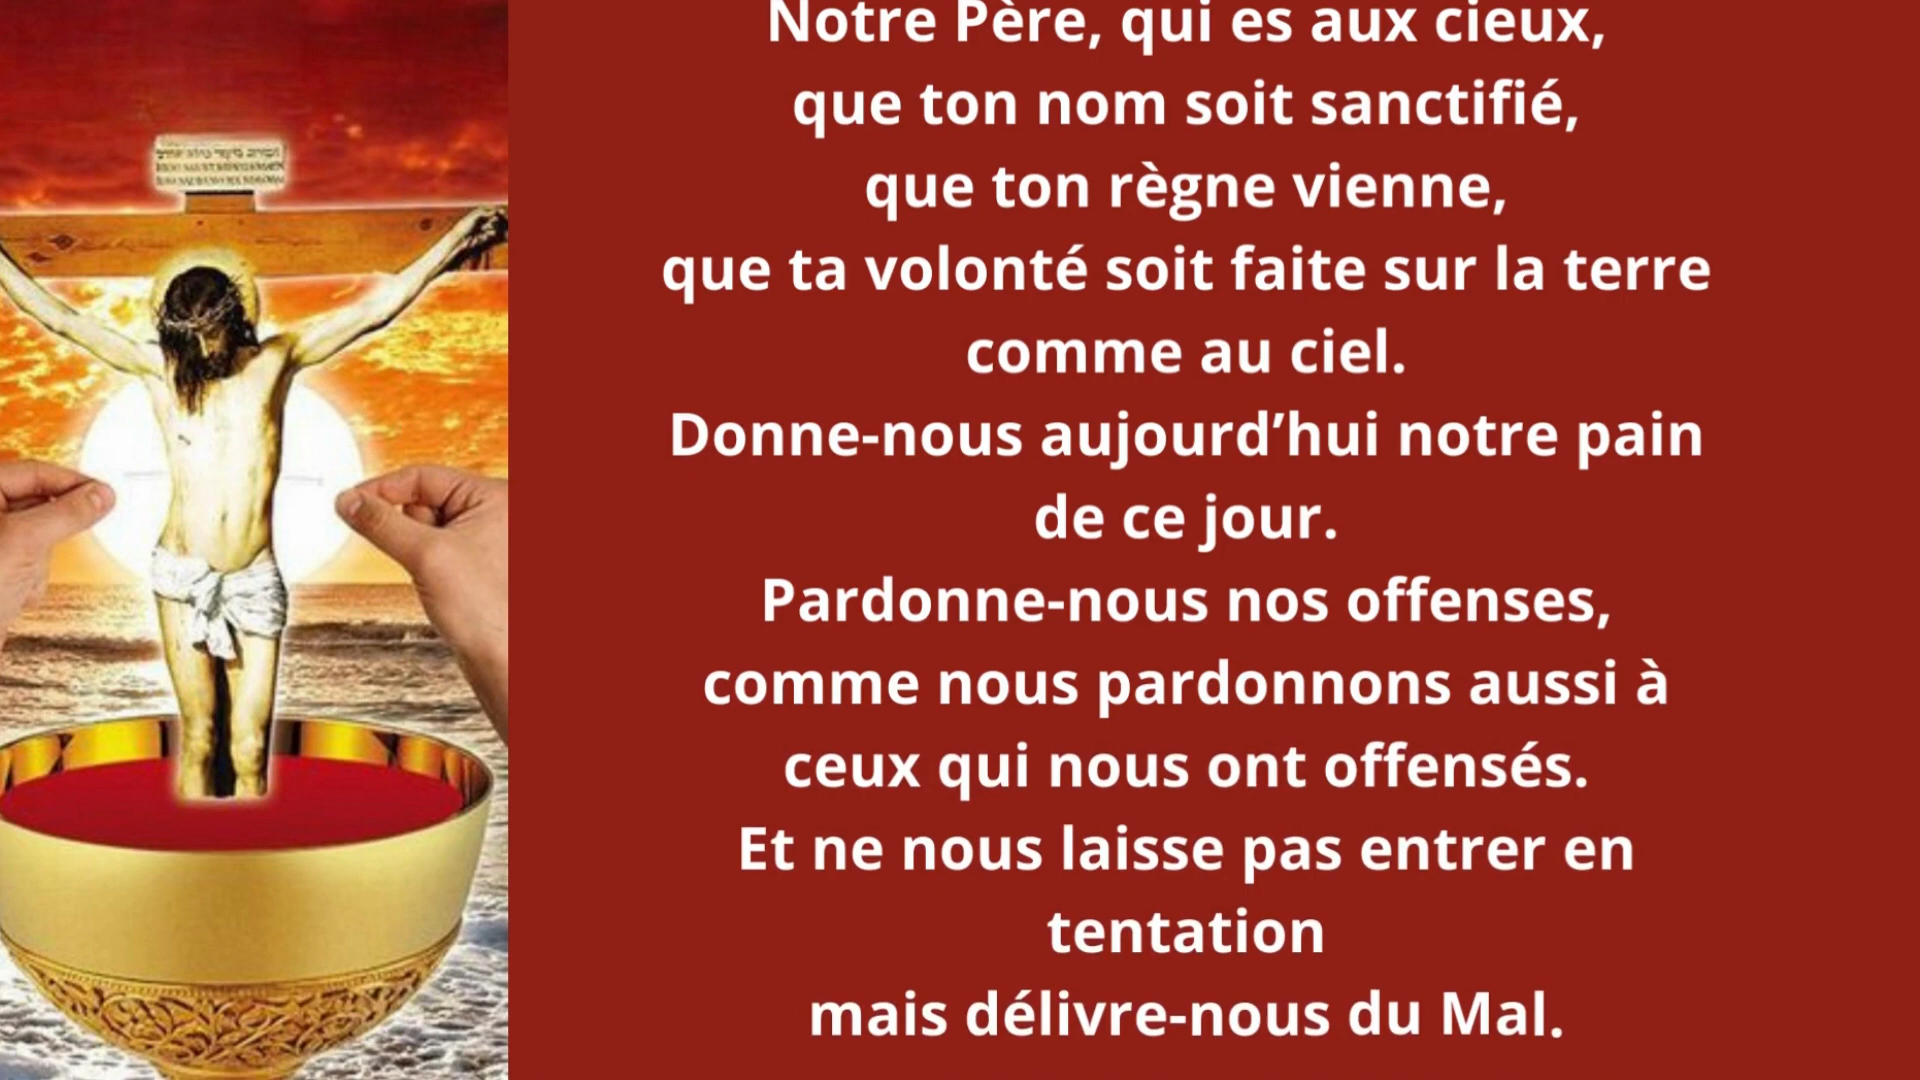 Notre Père, qui es aux cieux,
que ton nom soit sanctifié,
que ton règne vienne,
que ta volonté soit faite sur la terre
comme au ciel.
Donne-nous aujourd’hui notre pain
de ce jour.
Pardonne-nous nos offenses,
comme nous pardonnons aussi à
ceux qui nous ont offensés.
Et ne nous laisse pas entrer en
tentation
mais délivre-nous du Mal.